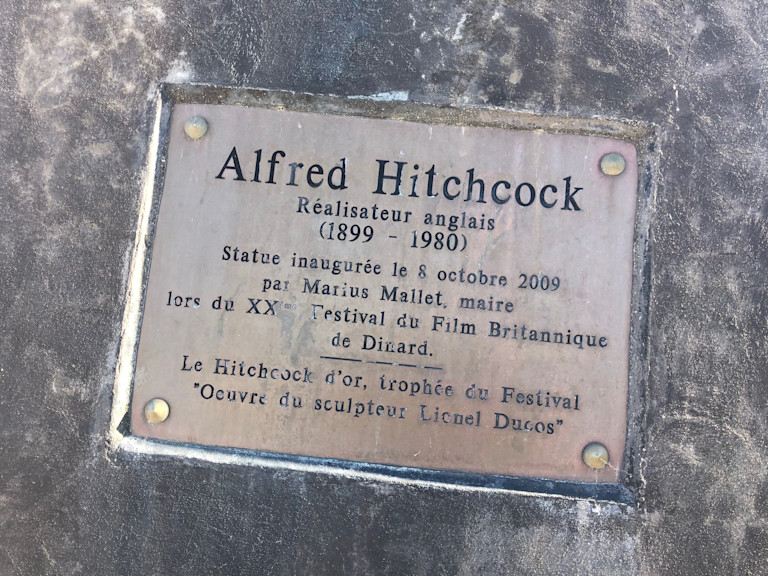 Alfred Hitchcock
Réalisateur anglais
(1899 - 1980)
Statue inaugurée le 8 octobre 2009
par Marius Mallet, maire
lors du XXème Festival du Film Britannique
de Dinard.
Le Hitchcock d'or, trophée du Festival
"Oeuvre du sculpteur Lionel Ducos"